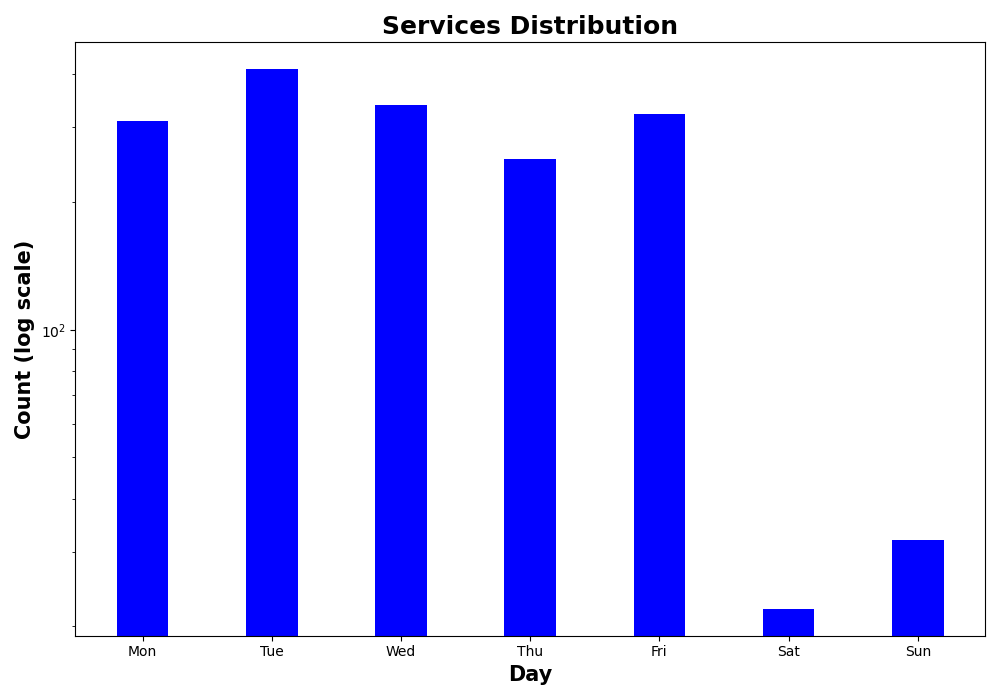 Services Distribution
Count (log scale)
10²
Mon Tue Wed Thu Fri Sat Sun
Day